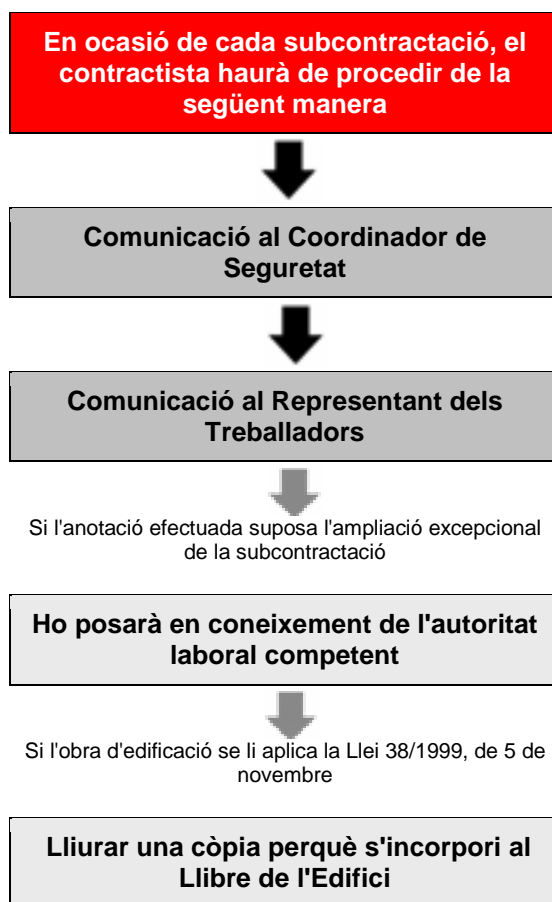 En ocasió de cada subcontractació, el
contractista haurà de procedir de la
següent manera
Comunicació al Coordinador de
Seguretat
Comunicació al Representant dels
Treballadors
Si l'anotació efectuada suposa l'ampliació excepcional
de la subcontractació
Ho posarà en coneixement de l'autoritat
laboral competent
Si l'obra d'edificació se li aplica la Llei 38/1999, de 5 de
novembre
Lliurar una còpia perquè s'incorpori al
Llibre de l'Edifici